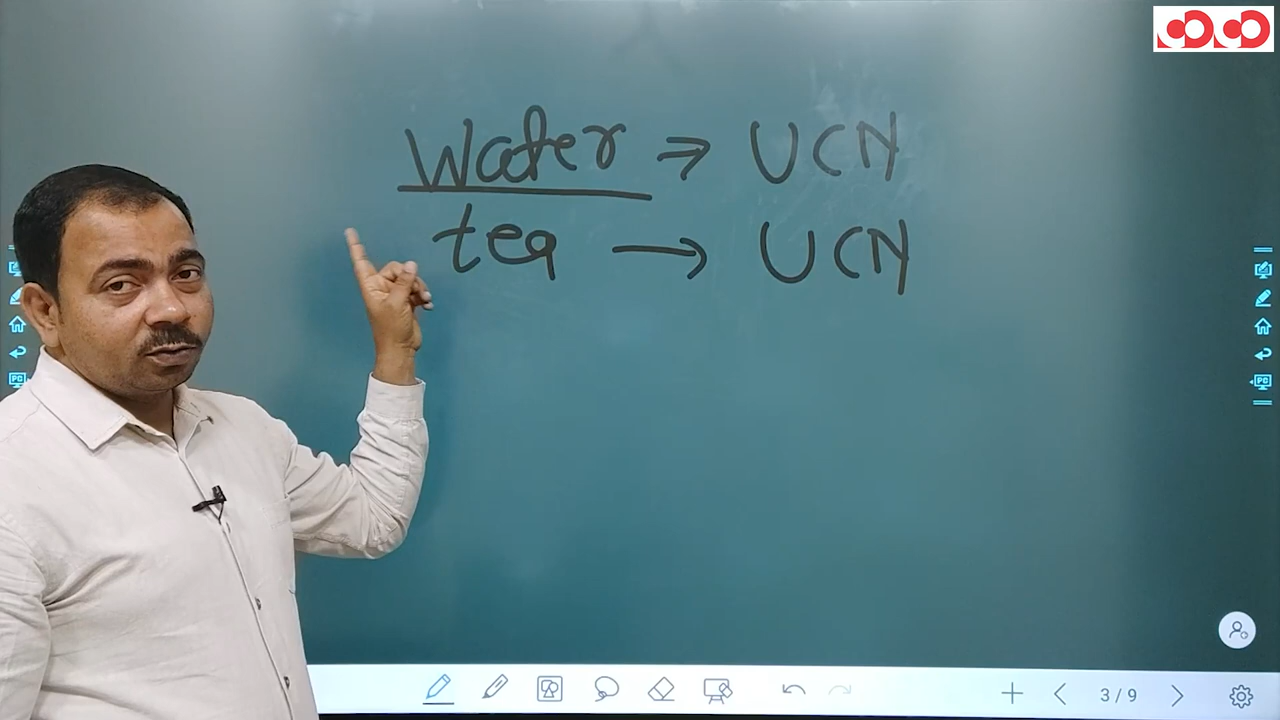 Water → UCN
tea → UCN
3/9